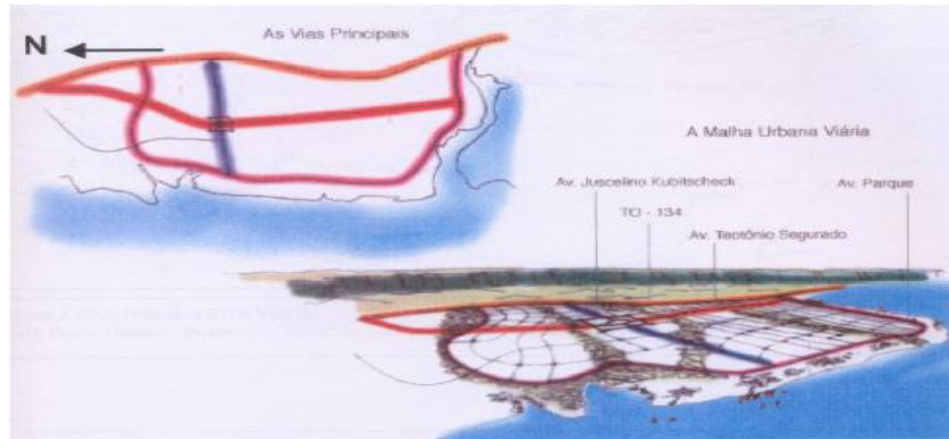 As Vias Principais
N
A Malha Urbana Viária
Av. Juscelino Kubitscheck
Av. Parque
TO - 134
Av. Teotônio Segurado